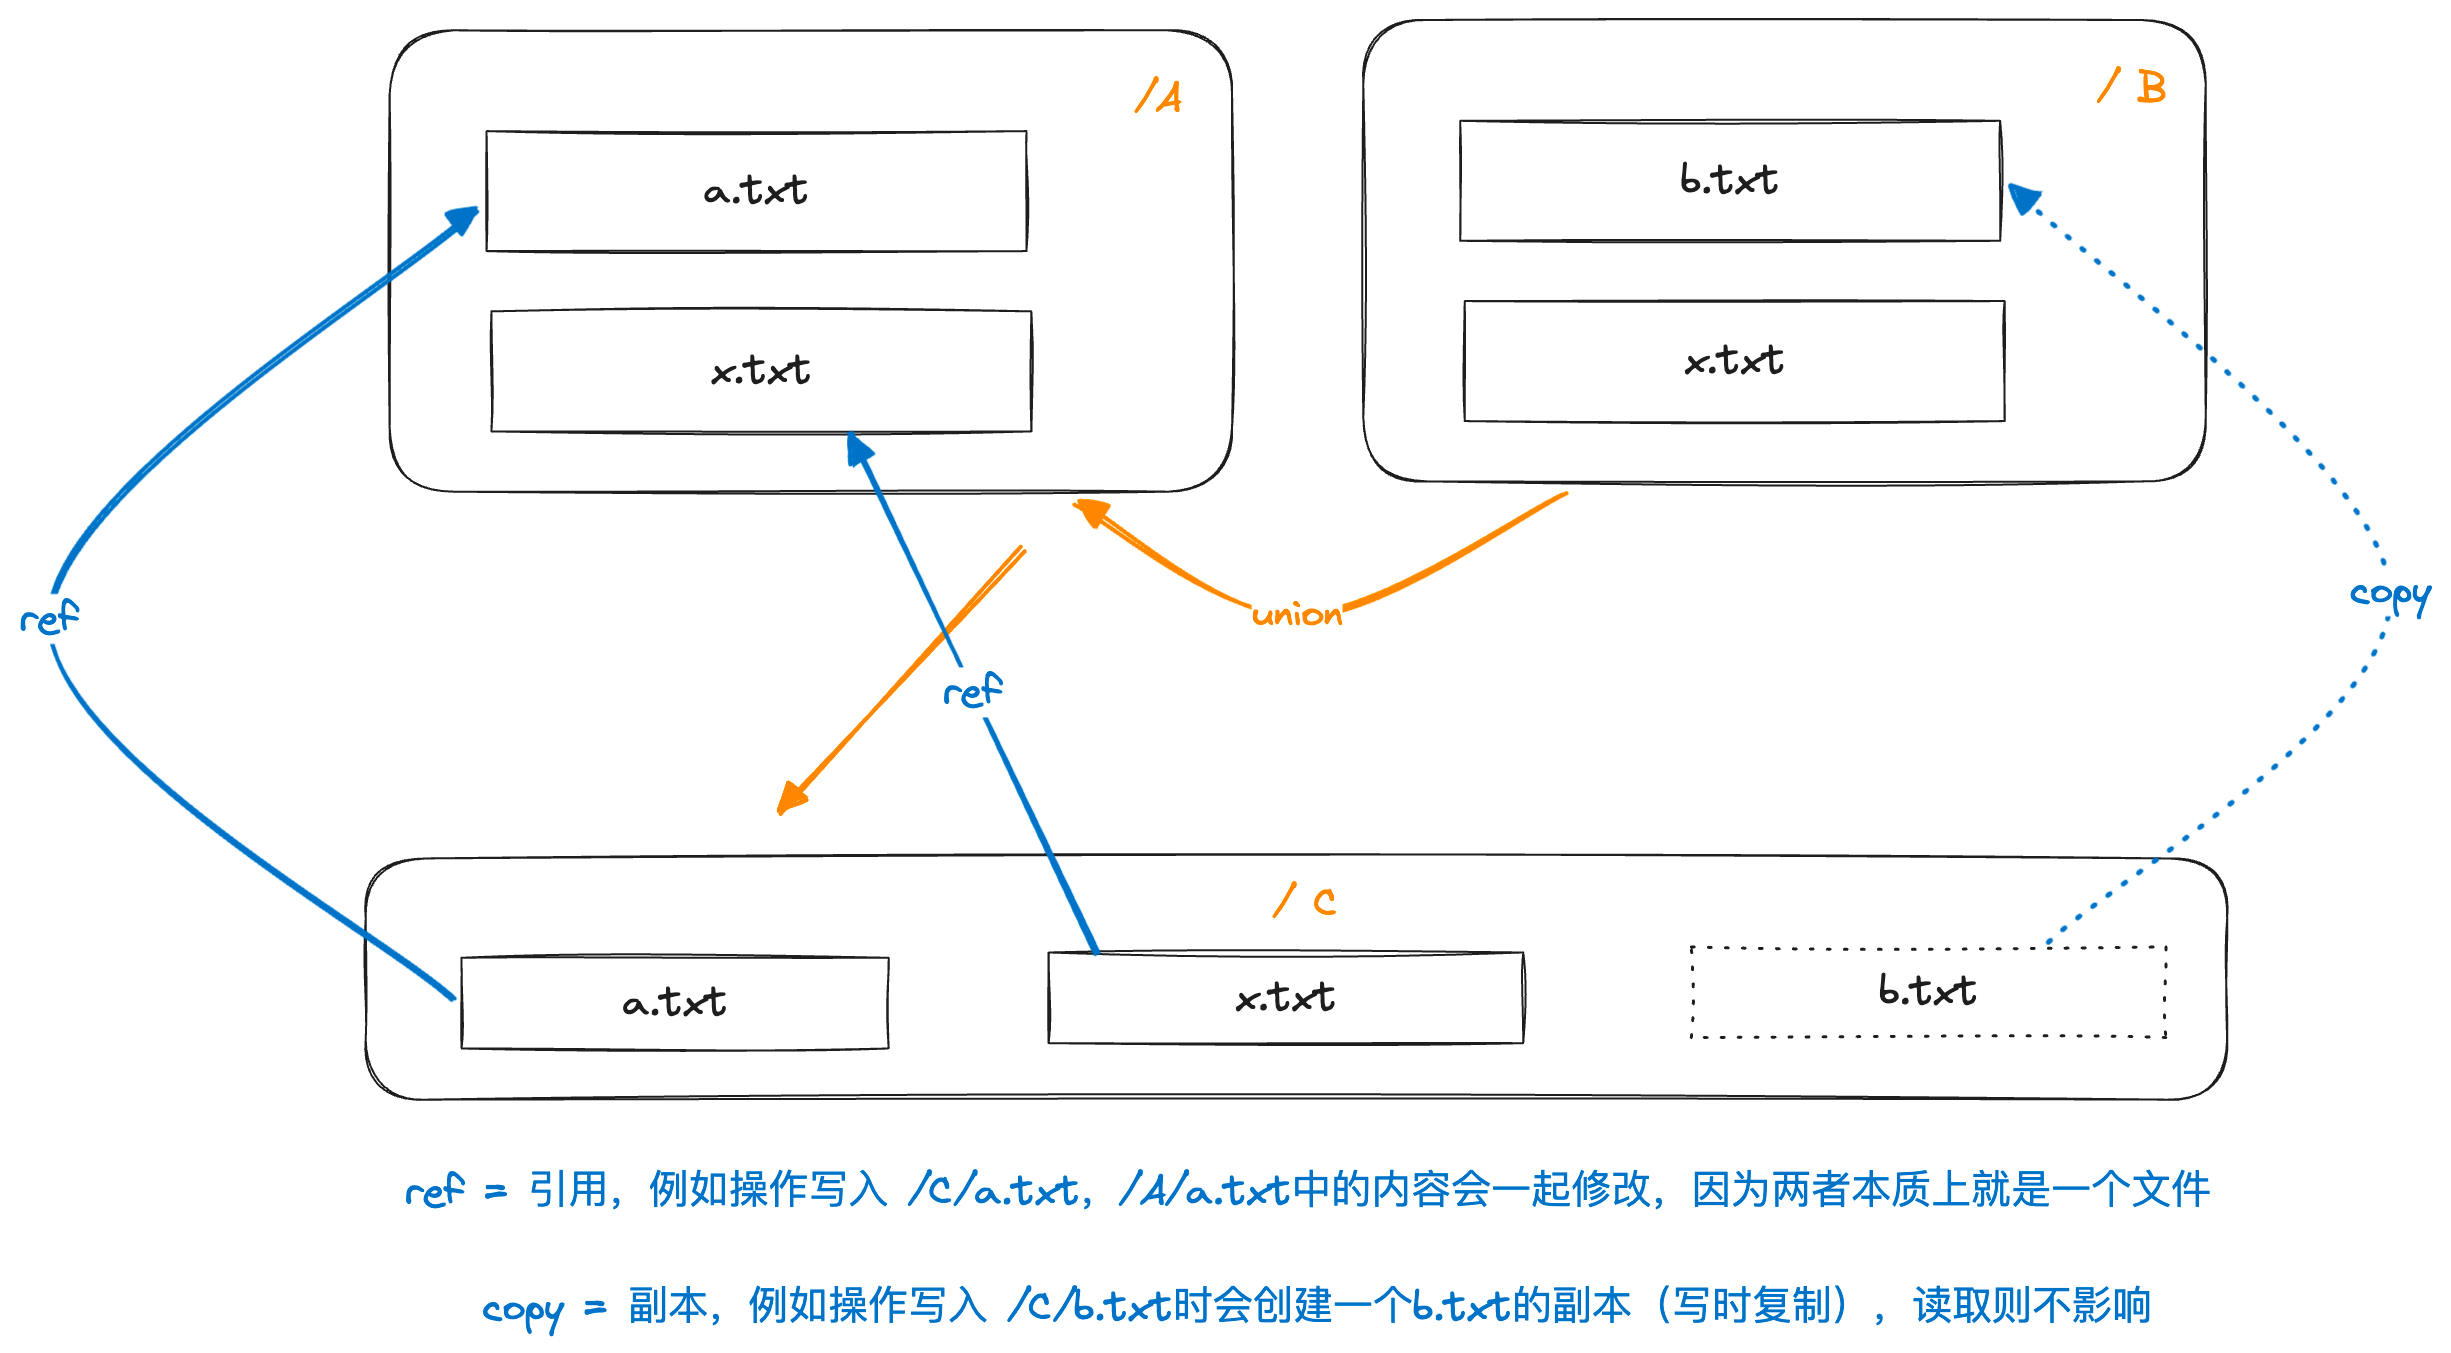 /A
a.txt
x.txt
/ B
b.txt
x.txt
union
ref
ref
copy
/ C
a.txt
x.txt
b.txt
ref = 引用，例如操作写入 /C/a.txt，/A/a.txt中的内容会一起修改，因为两者本质上就是一个文件
copy = 副本，例如操作写入 /C/b.txt时会创建一个b.txt的副本（写时复制），读取则不影响